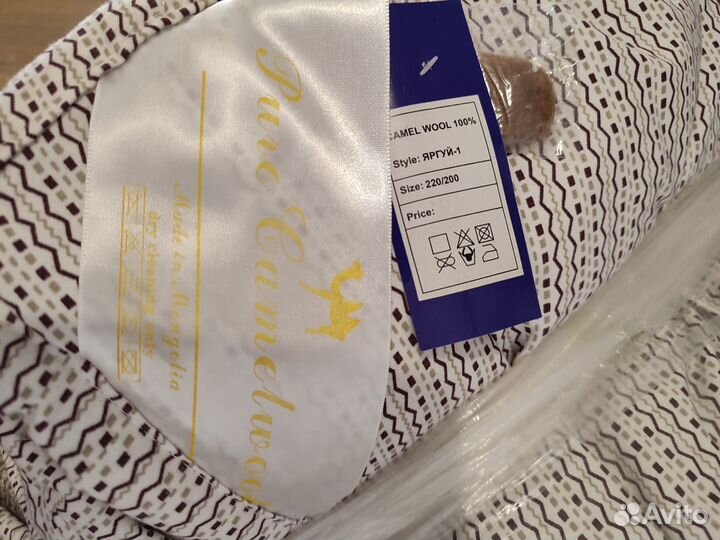 Pure Camelwool
Made in Mongolia
dry cleaning only
CAMEL WOOL 100%
Style: ЯРГУЙ-1
Size: 220/200
Price:
Avito